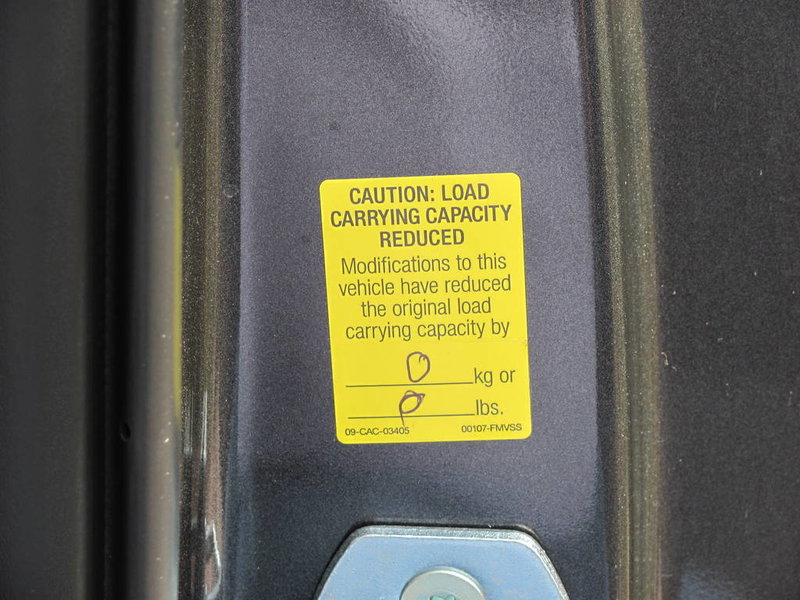 CAUTION: LOAD
CARRYING CAPACITY
REDUCED
Modifications to this
vehicle have reduced
the original load
carrying capacity by
0 kg or
0 lbs.
09-CAC-03405 00107-FMVSS